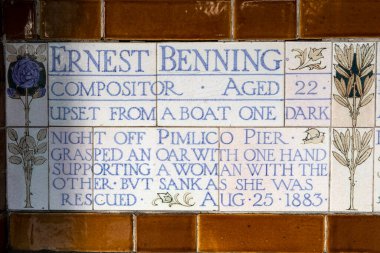 ERNEST BENNING
COMPOSITOR · AGED 22 ·
UPSET FROM A BOAT ONE DARK
NIGHT OFF PIMLICO PIER ·
GRASPED AN OAR WITH ONE HAND
SUPPORTING A WOMAN WITH THE
OTHER · BUT SANK AS SHE WAS
RESCUED · AUG · 25 · 1883 ·